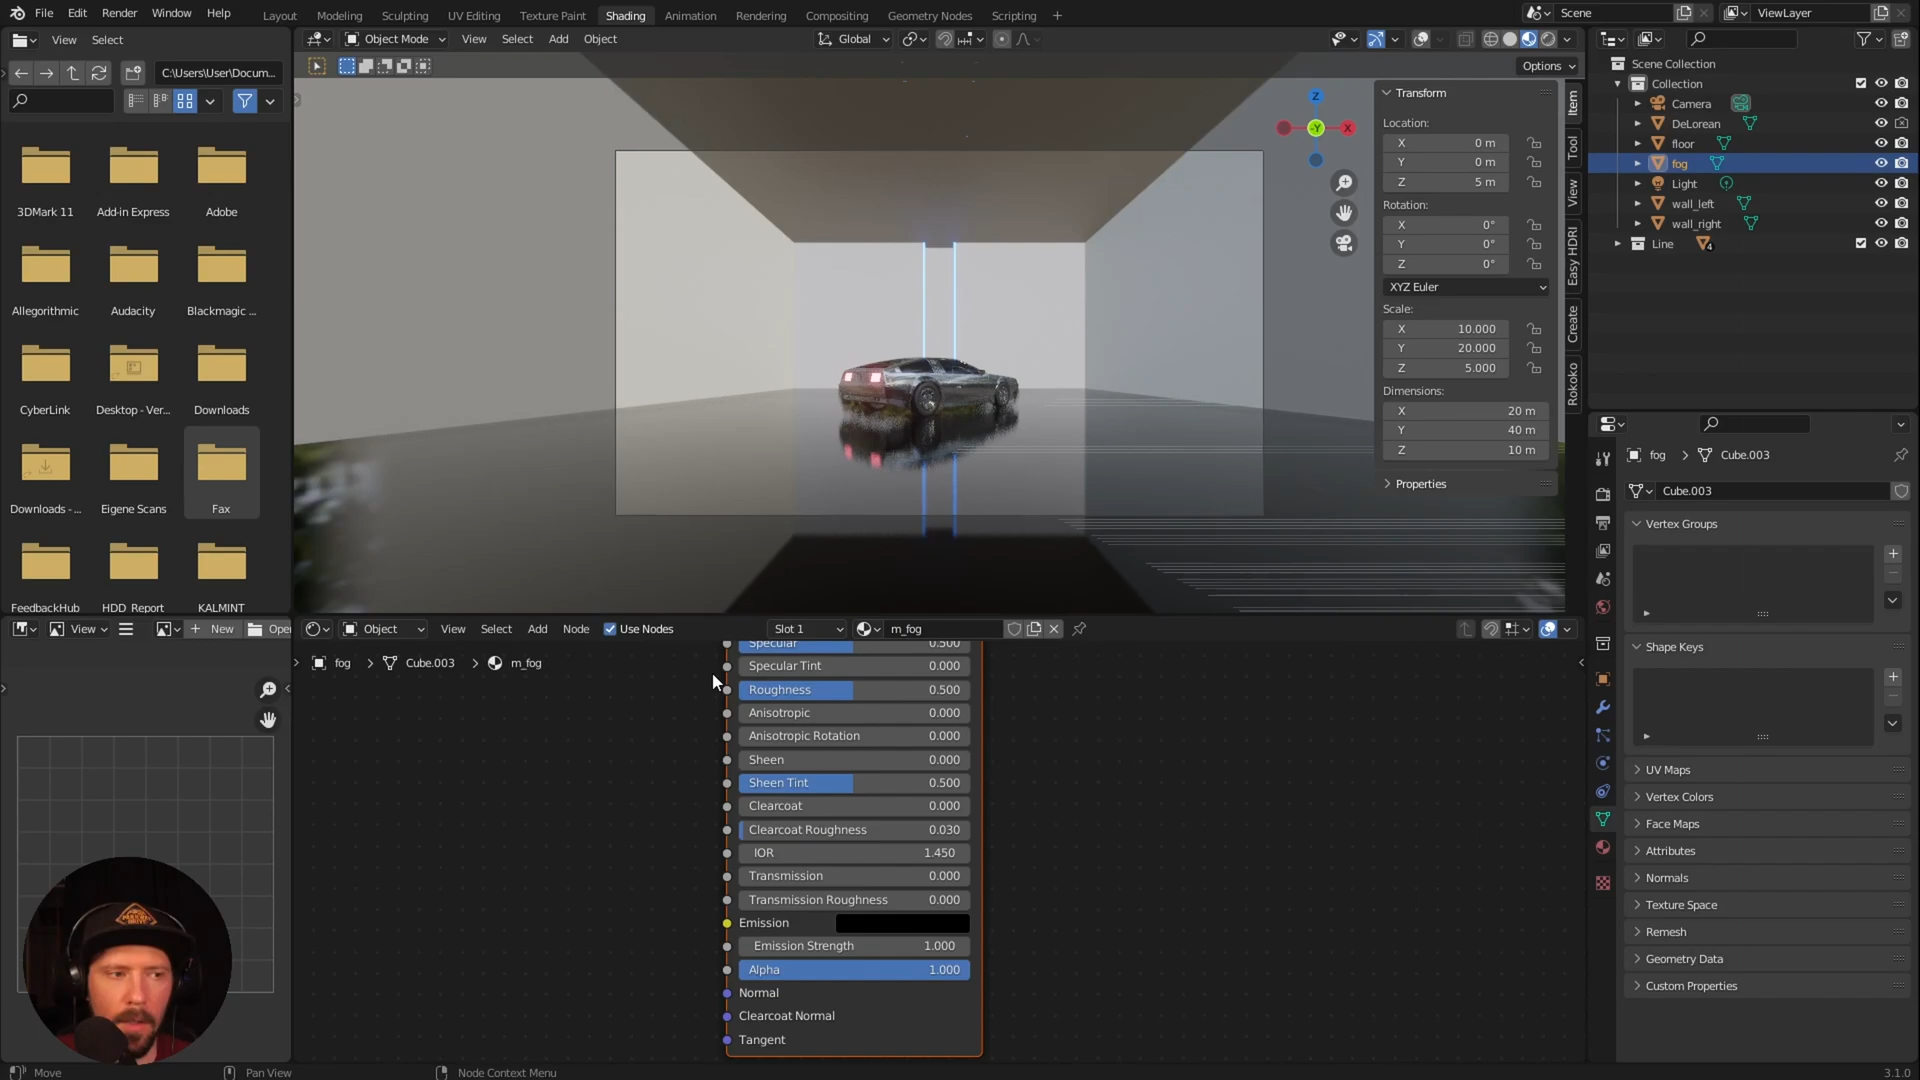 File Edit Render Window Help Layout Modeling Sculpting UV Editing Texture Paint Shading Animation Rendering Compositing Geometry Nodes Scripting + Scene ViewLayer
View Select Object Mode View Select Add Object Global
C:\Users\User\Docum... Options
Transform
Location:
X 0 m
Y 0 m
Z 5 m
Rotation:
X 0°
Y 0°
Z 0°
XYZ Euler
Scale:
X 10.000
Y 20.000
Z 5.000
Dimensions:
X 20 m
Y 40 m
Z 10 m
Properties
Z
-Y
X
Item
Tool
View
Easy HDRI
Create
Rokoko
3DMark 11 Add-in Express Adobe
Allegorithmic Audacity Blackmagic ...
CyberLink Desktop - Ver... Downloads
Downloads - ... Eigene Scans Fax
FeedbackHub HDD_Report KALMINT
Scene Collection
Collection
Camera
DeLorean
floor
fog
Light
wall_left
wall_right
Line 4
fog > Cube.003
Cube.003
Vertex Groups
Shape Keys
UV Maps
Vertex Colors
Face Maps
Attributes
Normals
Texture Space
Remesh
Geometry Data
Custom Properties
View New Open
Object View Select Add Node Use Nodes Slot 1 m_fog
fog > Cube.003 > m_fog
Specular 0.500
Specular Tint 0.000
Roughness 0.500
Anisotropic 0.000
Anisotropic Rotation 0.000
Sheen 0.000
Sheen Tint 0.500
Clearcoat 0.000
Clearcoat Roughness 0.030
IOR 1.450
Transmission 0.000
Transmission Roughness 0.000
Emission
Emission Strength 1.000
Alpha 1.000
Normal
Clearcoat Normal
Tangent
Move Pan View Node Context Menu 3.1.0